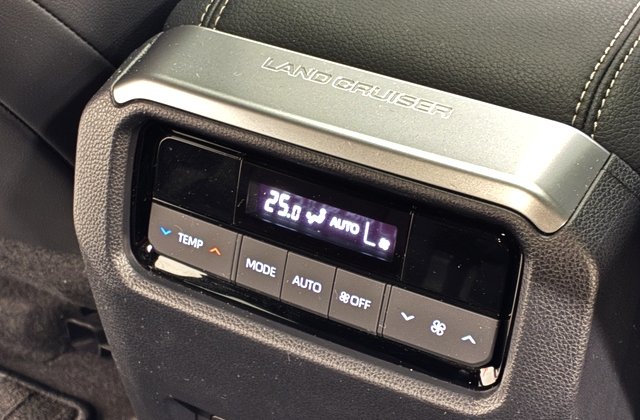 LAND CRUISER
25.0 AUTO
TEMP MODE AUTO OFF